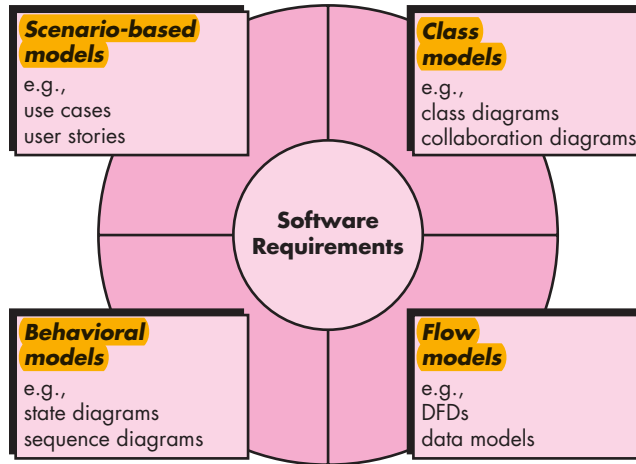 Scenario-based
models
e.g.,
use cases
user stories
Class
models
e.g.,
class diagrams
collaboration diagrams
Software
Requirements
Behavioral
models
e.g.,
state diagrams
sequence diagrams
Flow
models
e.g.,
DFDs
data models